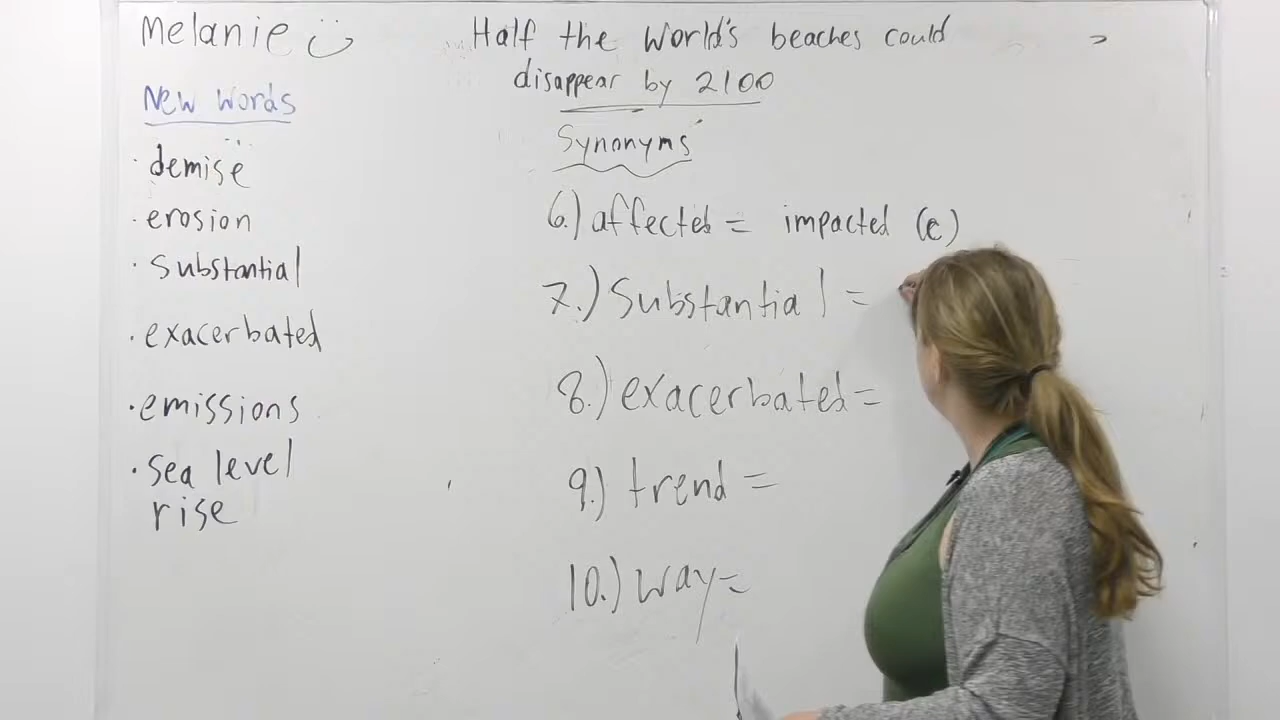 Melanie
New Words
·demise
·erosion
·Substantial
·exacerbated
·emissions
·sea level
rise
Half the World's beaches could
disappear by 2100
Synonyms
6.) affected = impacted (c)
7.) Substantial =
8.) exacerbated=
9.) trend =
10.) way=